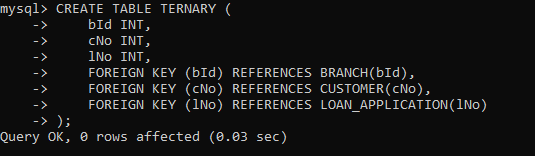 mysql> CREATE TABLE TERNARY (
    ->     bId INT,
    ->     cNo INT,
    ->     lNo INT,
    ->     FOREIGN KEY (bId) REFERENCES BRANCH(bId),
    ->     FOREIGN KEY (cNo) REFERENCES CUSTOMER(cNo),
    ->     FOREIGN KEY (lNo) REFERENCES LOAN_APPLICATION(lNo)
    -> );
Query OK, 0 rows affected (0.03 sec)